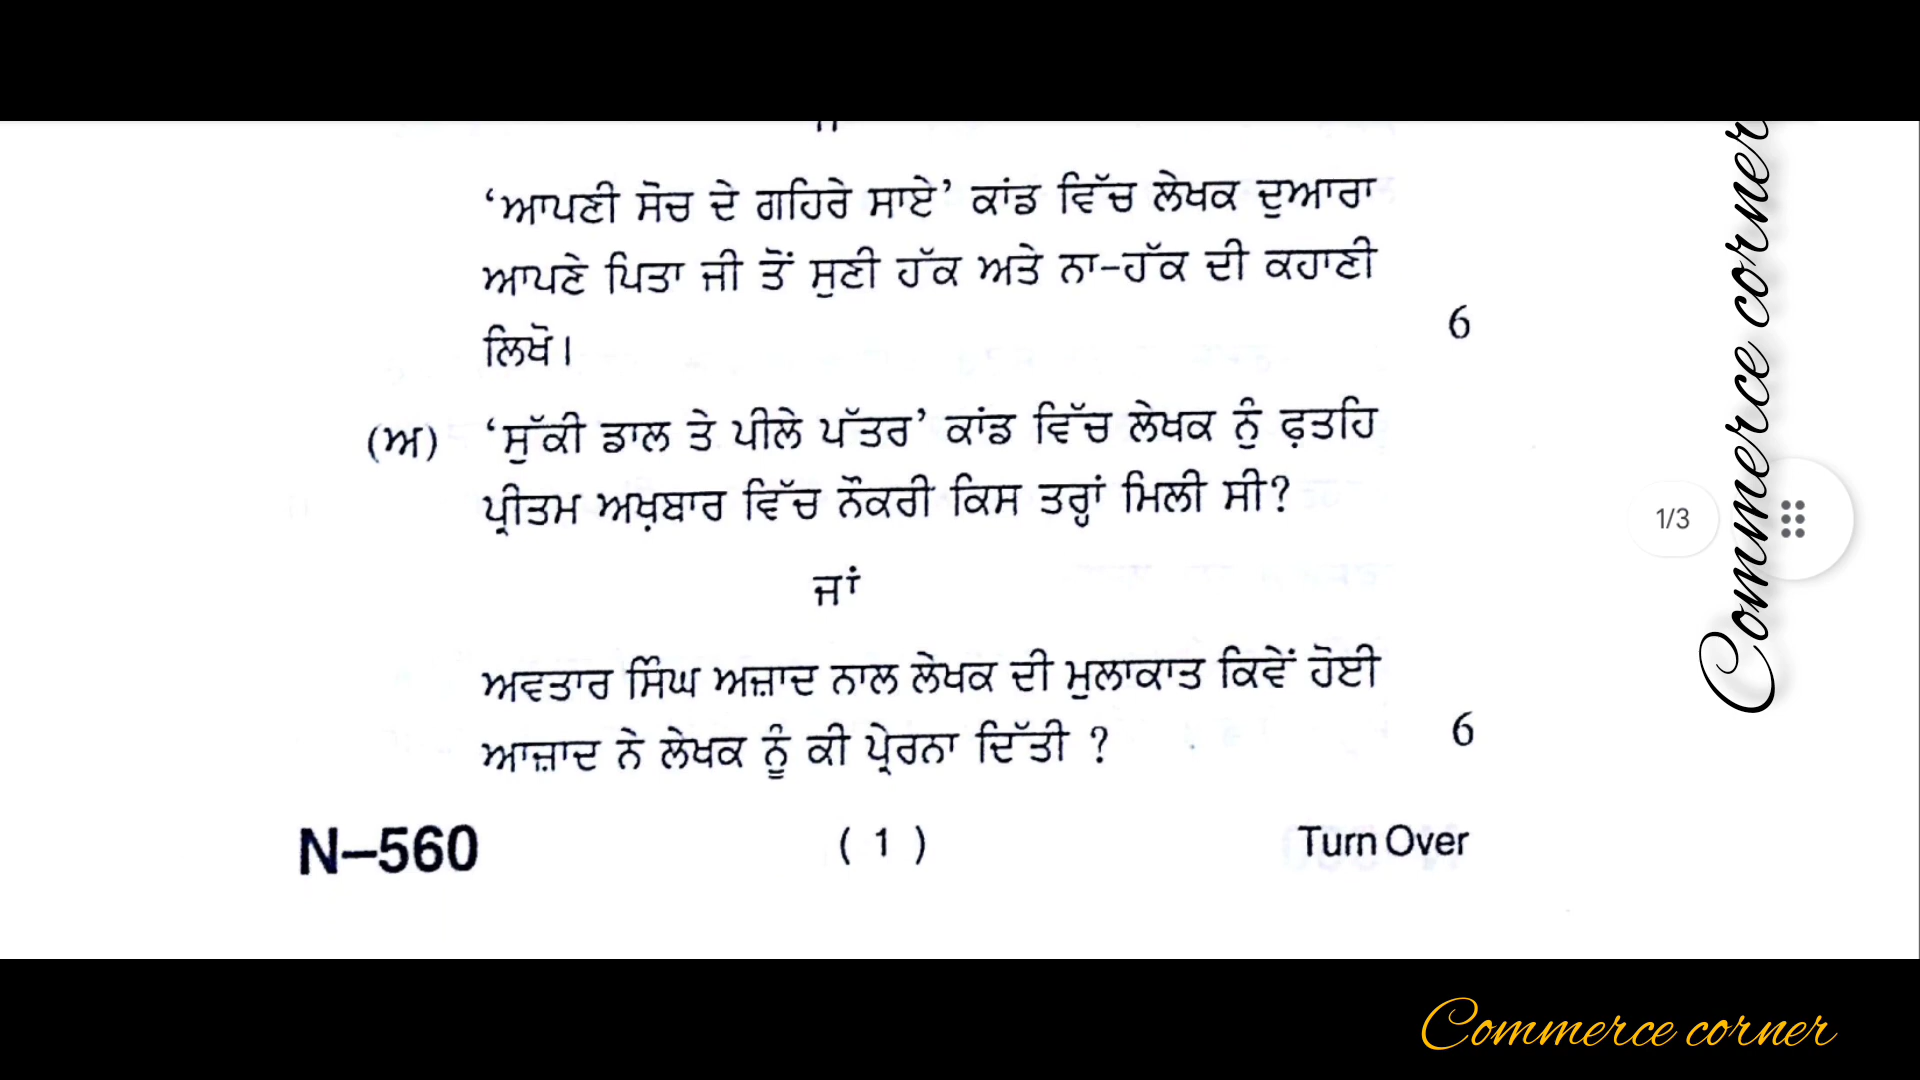 ‘ਆਪਣੀ ਸੋਚ ਦੇ ਗਹਿਰੇ ਸਾਏ’ ਕਾਂਡ ਵਿੱਚ ਲੇਖਕ ਦੁਆਰਾ
ਆਪਣੇ ਪਿਤਾ ਜੀ ਤੋਂ ਸੁਣੀ ਹੱਕ ਅਤੇ ਨਾ-ਹੱਕ ਦੀ ਕਹਾਣੀ
ਲਿਖੋ। 6
(ਅ) ‘ਸੁੱਕੀ ਡਾਲ ਤੇ ਪੀਲੇ ਪੱਤਰ’ ਕਾਂਡ ਵਿੱਚ ਲੇਖਕ ਨੂੰ ਫ਼ਤਹਿ
ਪ੍ਰੀਤਮ ਅਖ਼ਬਾਰ ਵਿੱਚ ਨੌਕਰੀ ਕਿਸ ਤਰ੍ਹਾਂ ਮਿਲੀ ਸੀ?
ਜਾਂ
ਅਵਤਾਰ ਸਿੰਘ ਅਜ਼ਾਦ ਨਾਲ ਲੇਖਕ ਦੀ ਮੁਲਾਕਾਤ ਕਿਵੇਂ ਹੋਈ
ਆਜ਼ਾਦ ਨੇ ਲੇਖਕ ਨੂੰ ਕੀ ਪ੍ਰੇਰਨਾ ਦਿੱਤੀ ? 6
N–560 ( 1 ) Turn Over
1/3
Commerce corner
Commerce corner